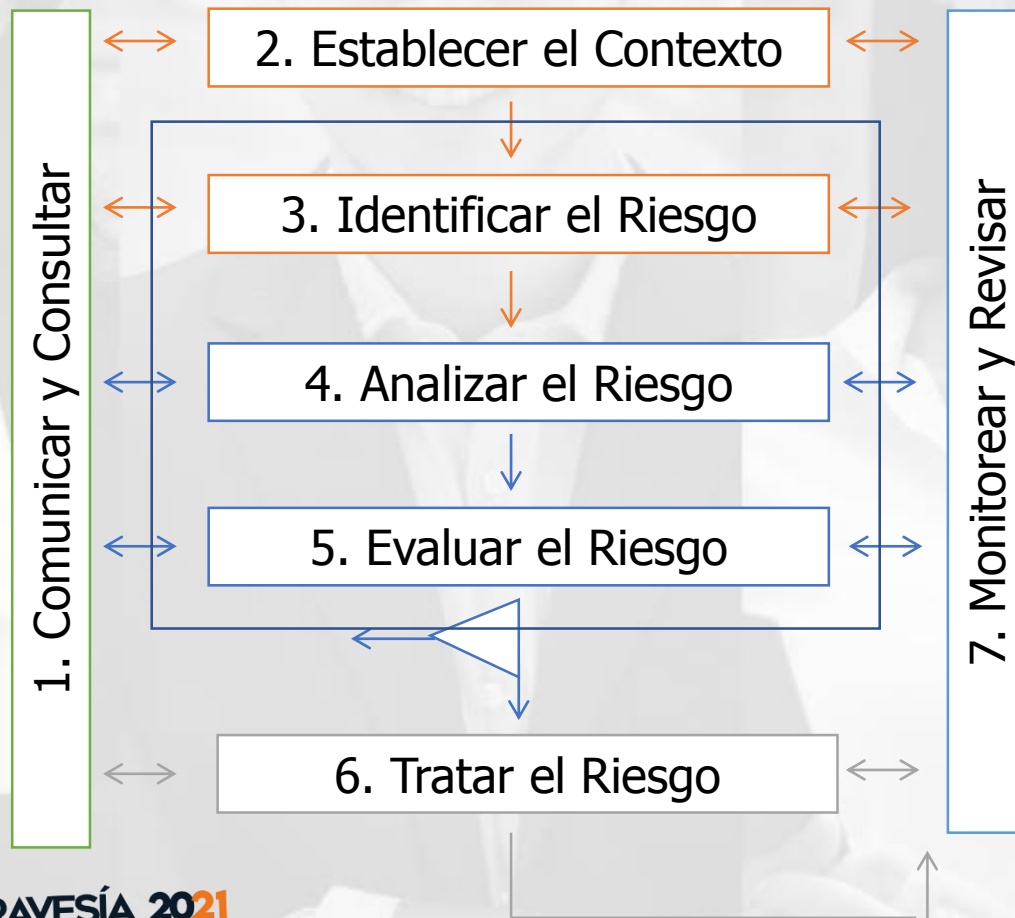 2. Establecer el Contexto
3. Identificar el Riesgo
4. Analizar el Riesgo
5. Evaluar el Riesgo
6. Tratar el Riesgo
1. Comunicar y Consultar
7. Monitorear y Revisar
2021